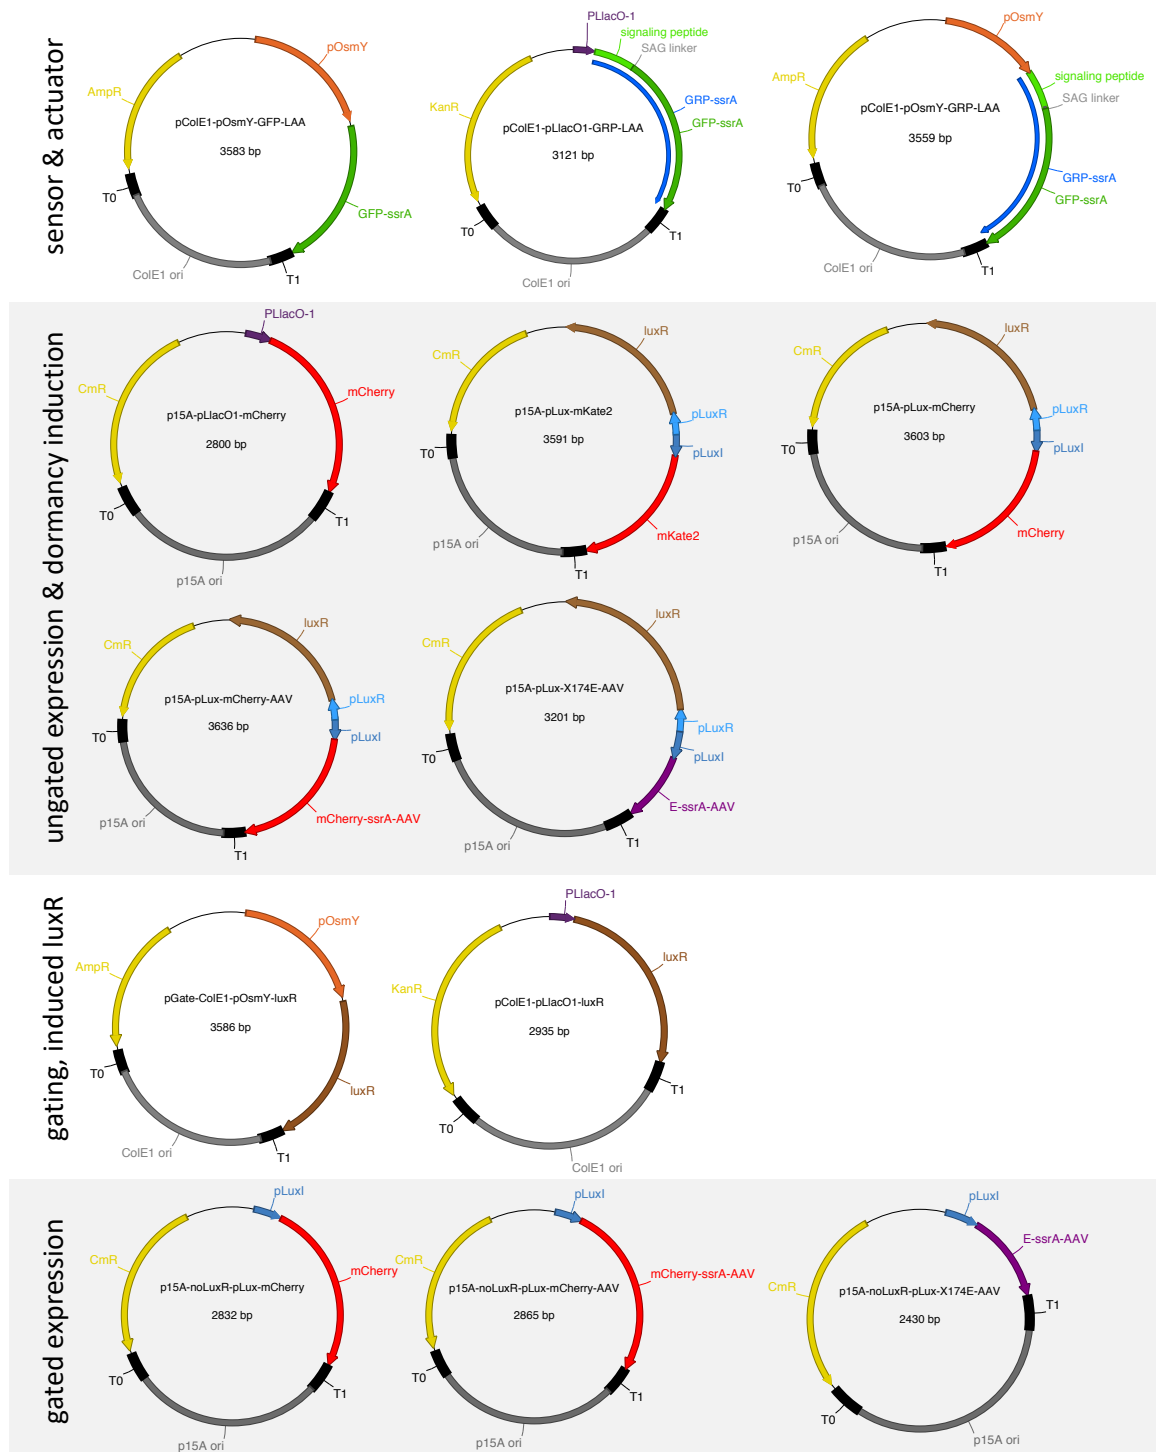 sensor & actuator
pOsmY
AmpR
pColE1-pOsmY-GFP-LAA
3583 bp
T0
GFP-ssrA
ColE1 ori
T1
PLlacO-1
signaling peptide
SAG linker
KanR
GRP-ssrA
GFP-ssrA
pColE1-pLlacO1-GRP-LAA
3121 bp
T0
T1
ColE1 ori
pOsmY
AmpR
signaling peptide
SAG linker
pColE1-pOsmY-GRP-LAA
3559 bp
T0
GRP-ssrA
GFP-ssrA
ColE1 ori
T1
ungated expression & dormancy induction
PLlacO-1
CmR
mCherry
p15A-pLlacO1-mCherry
2800 bp
T0
T1
p15A ori
luxR
CmR
p15A-pLux-mKate2
3591 bp
pLuxR
pLuxI
T0
p15A ori
mKate2
T1
luxR
CmR
p15A-pLux-mCherry
3603 bp
pLuxR
pLuxI
T0
p15A ori
mCherry
T1
luxR
CmR
p15A-pLux-mCherry-AAV
3636 bp
pLuxR
pLuxI
T0
p15A ori
mCherry-ssrA-AAV
T1
luxR
CmR
p15A-pLux-X174E-AAV
3201 bp
pLuxR
pLuxI
T0
E-ssrA-AAV
p15A ori
T1
gating, induced luxR
pOsmY
AmpR
pGate-ColE1-pOsmY-luxR
3586 bp
T0
luxR
ColE1 ori
T1
PLlacO-1
luxR
KanR
pColE1-pLlacO1-luxR
2935 bp
T0
T1
ColE1 ori
gated expression
pLuxI
CmR
mCherry
p15A-noLuxR-pLux-mCherry
2832 bp
T0
T1
p15A ori
pLuxI
CmR
mCherry-ssrA-AAV
p15A-noLuxR-pLux-mCherry-AAV
2865 bp
T0
T1
p15A ori
pLuxI
E-ssrA-AAV
CmR
p15A-noLuxR-pLux-X174E-AAV
2430 bp
T1
T0
p15A ori